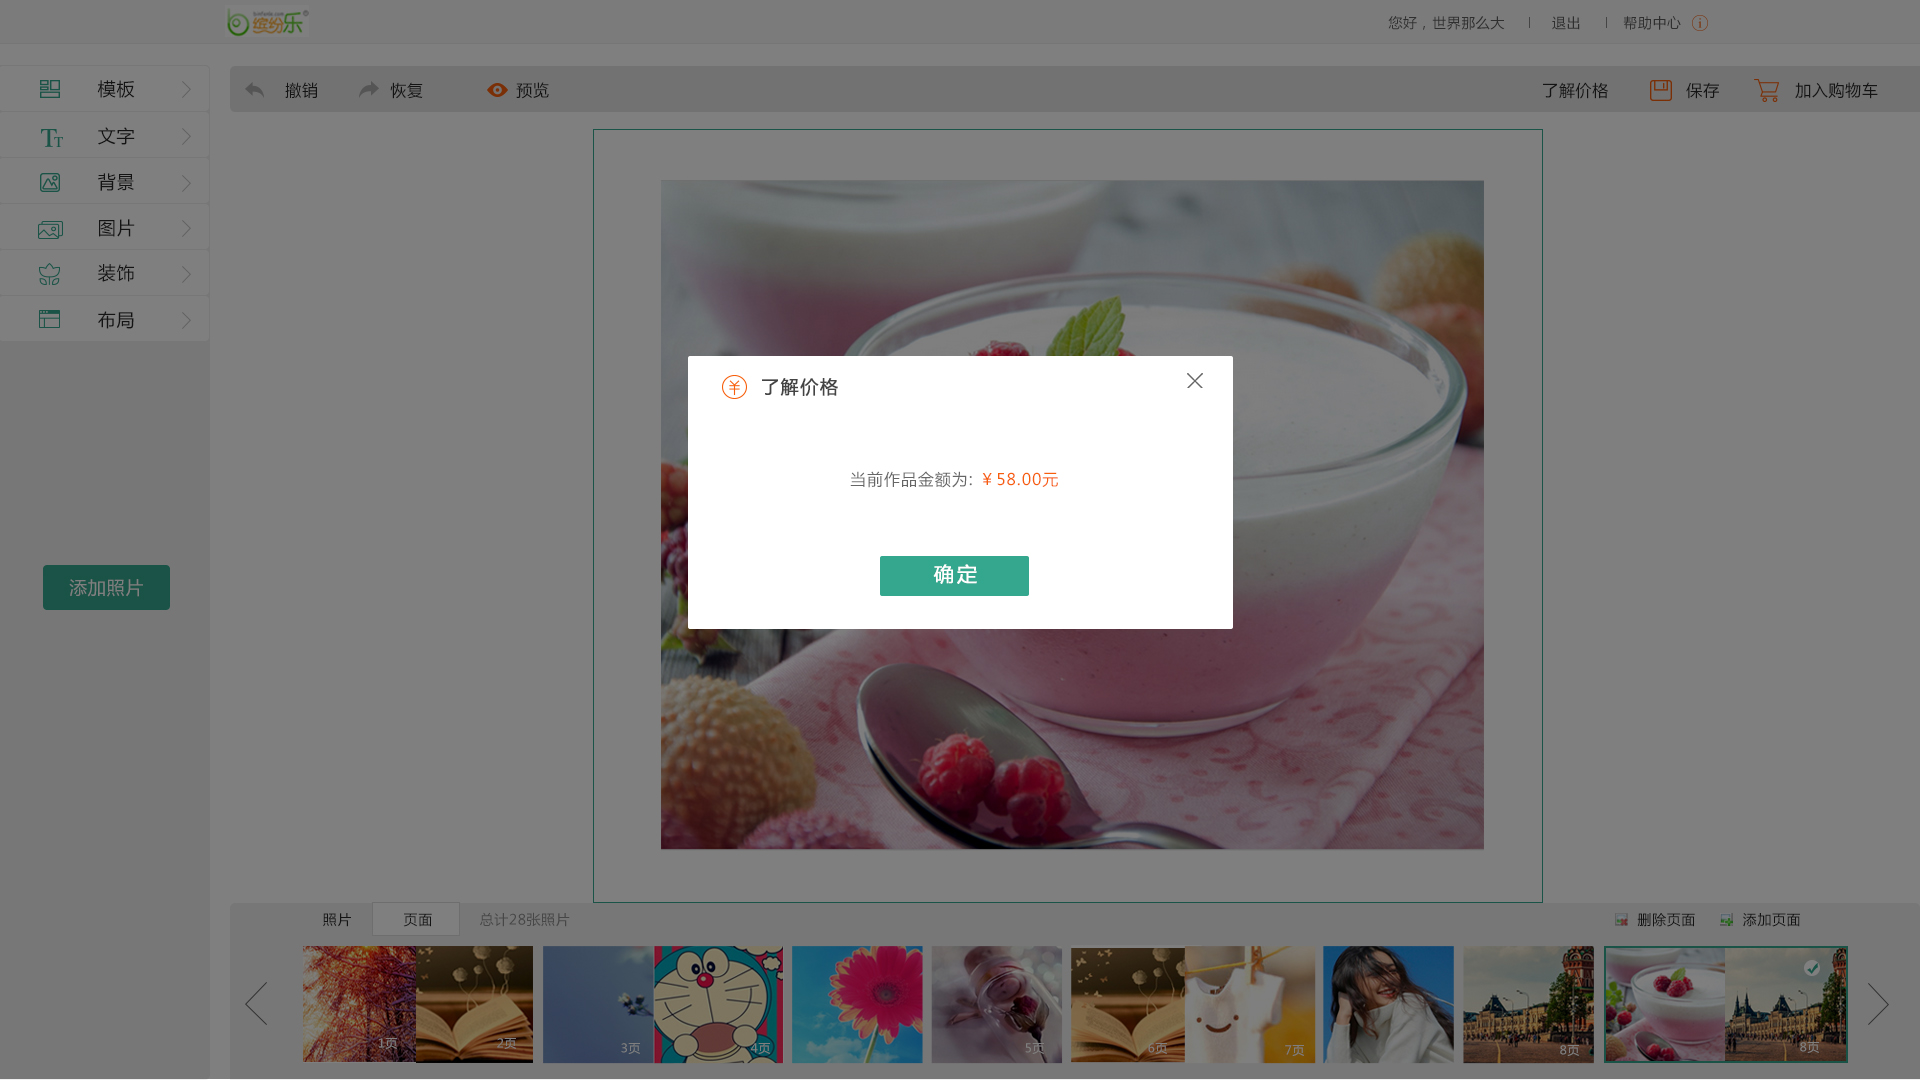 缤纷乐
您好，世界那么大
退出
帮助中心
模板
文字
背景
图片
装饰
布局
添加照片
撤销
恢复
预览
了解价格
保存
加入购物车
了解价格
当前作品金额为: ¥ 58.00元
确定
照片
页面
总计28张照片
删除页面
添加页面
1页
2页
3页
4页
5页
6页
7页
8页
8页